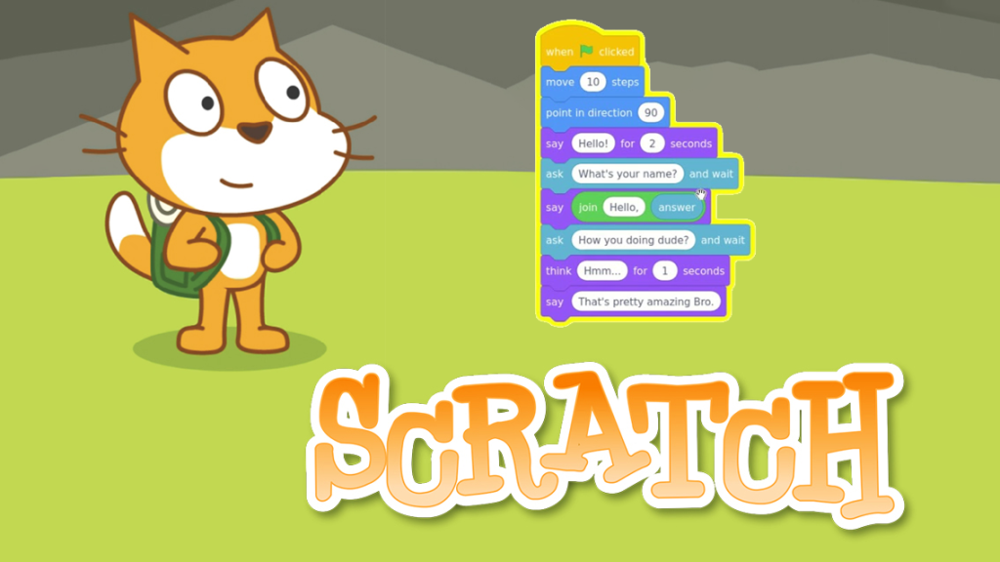 when clicked
move 10 steps
point in direction 90
say Hello! for 2 seconds
ask What's your name? and wait
say join Hello, answer
ask How you doing dude? and wait
think Hmm... for 1 seconds
say That's pretty amazing Bro.
SCRATCH